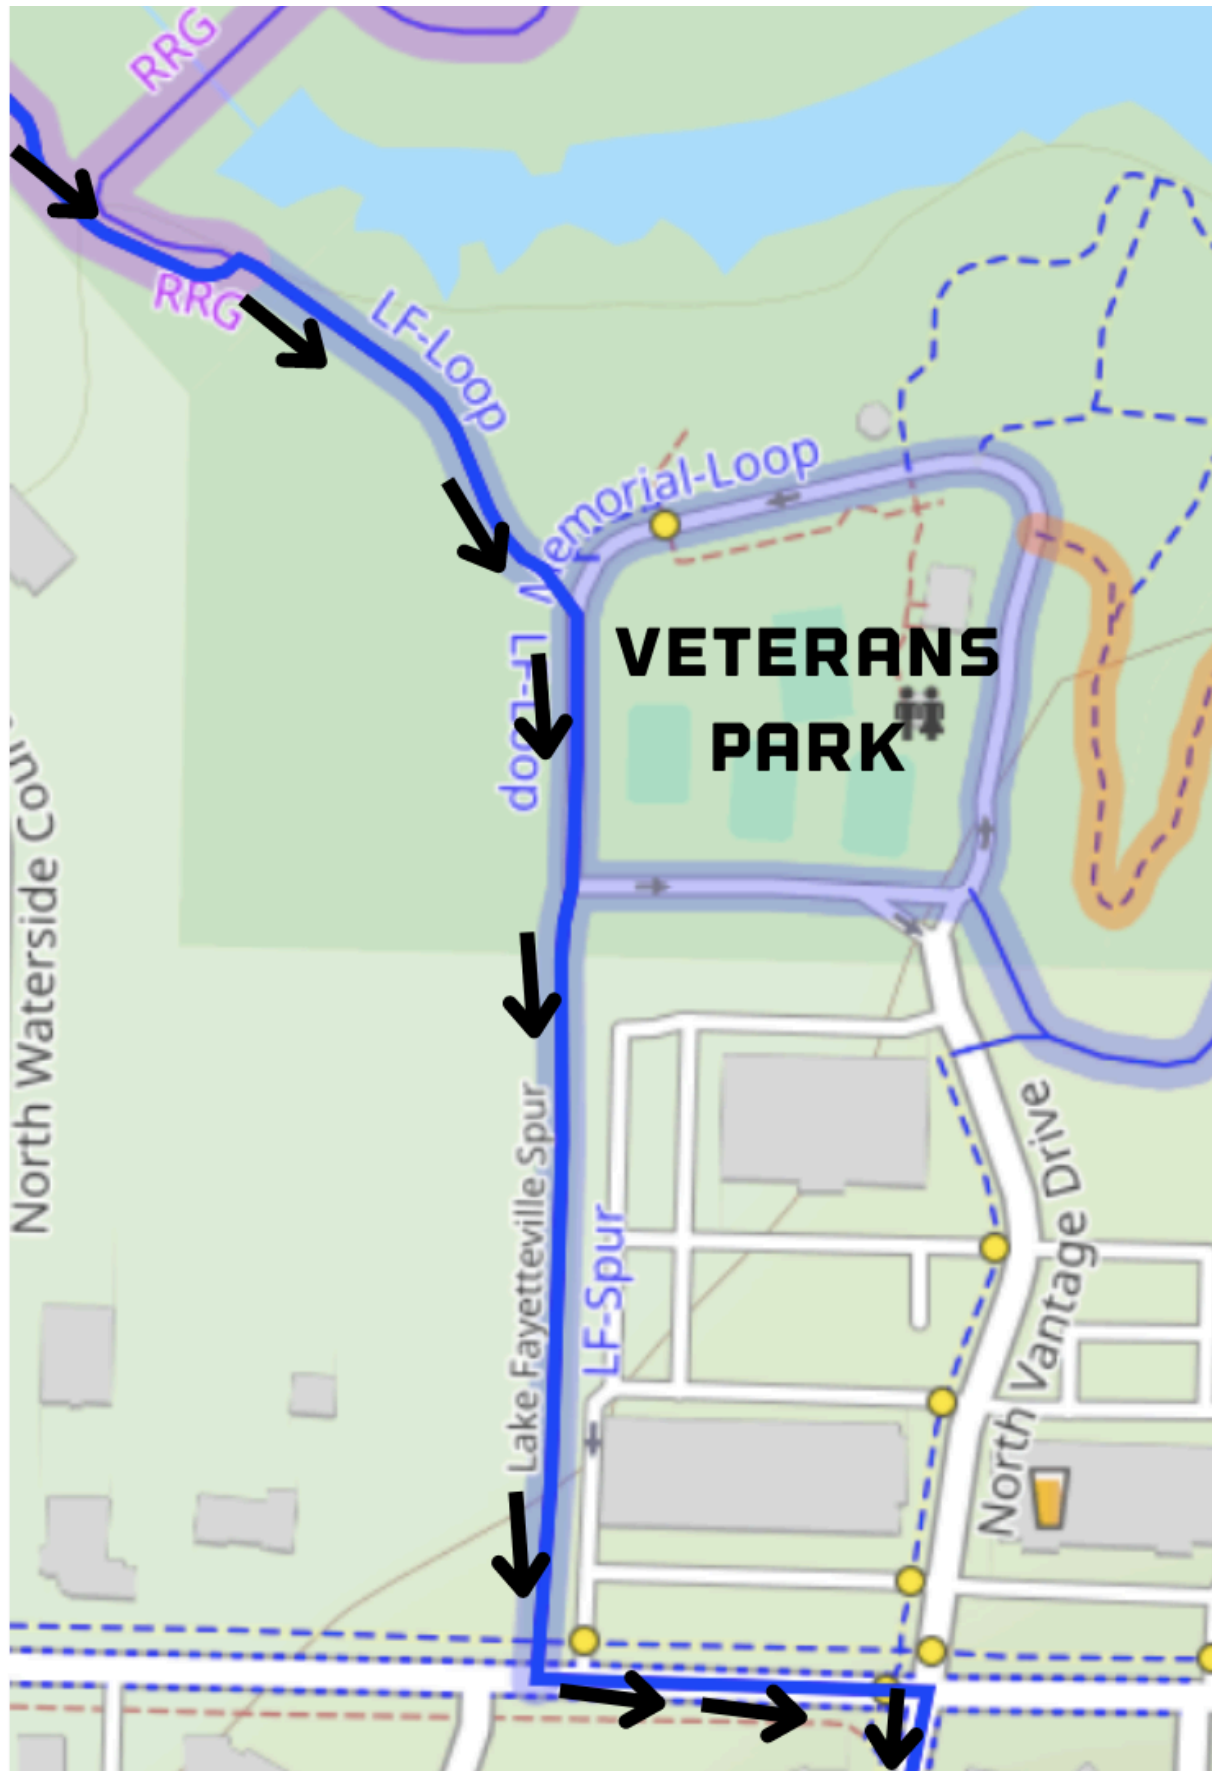 RRG
RRG
LF-Loop
Memorial-Loop
LF-Loop
VETERANS
PARK
North Waterside Cou
Lake Fayetteville Spur
LF-Spur
North Vantage Drive